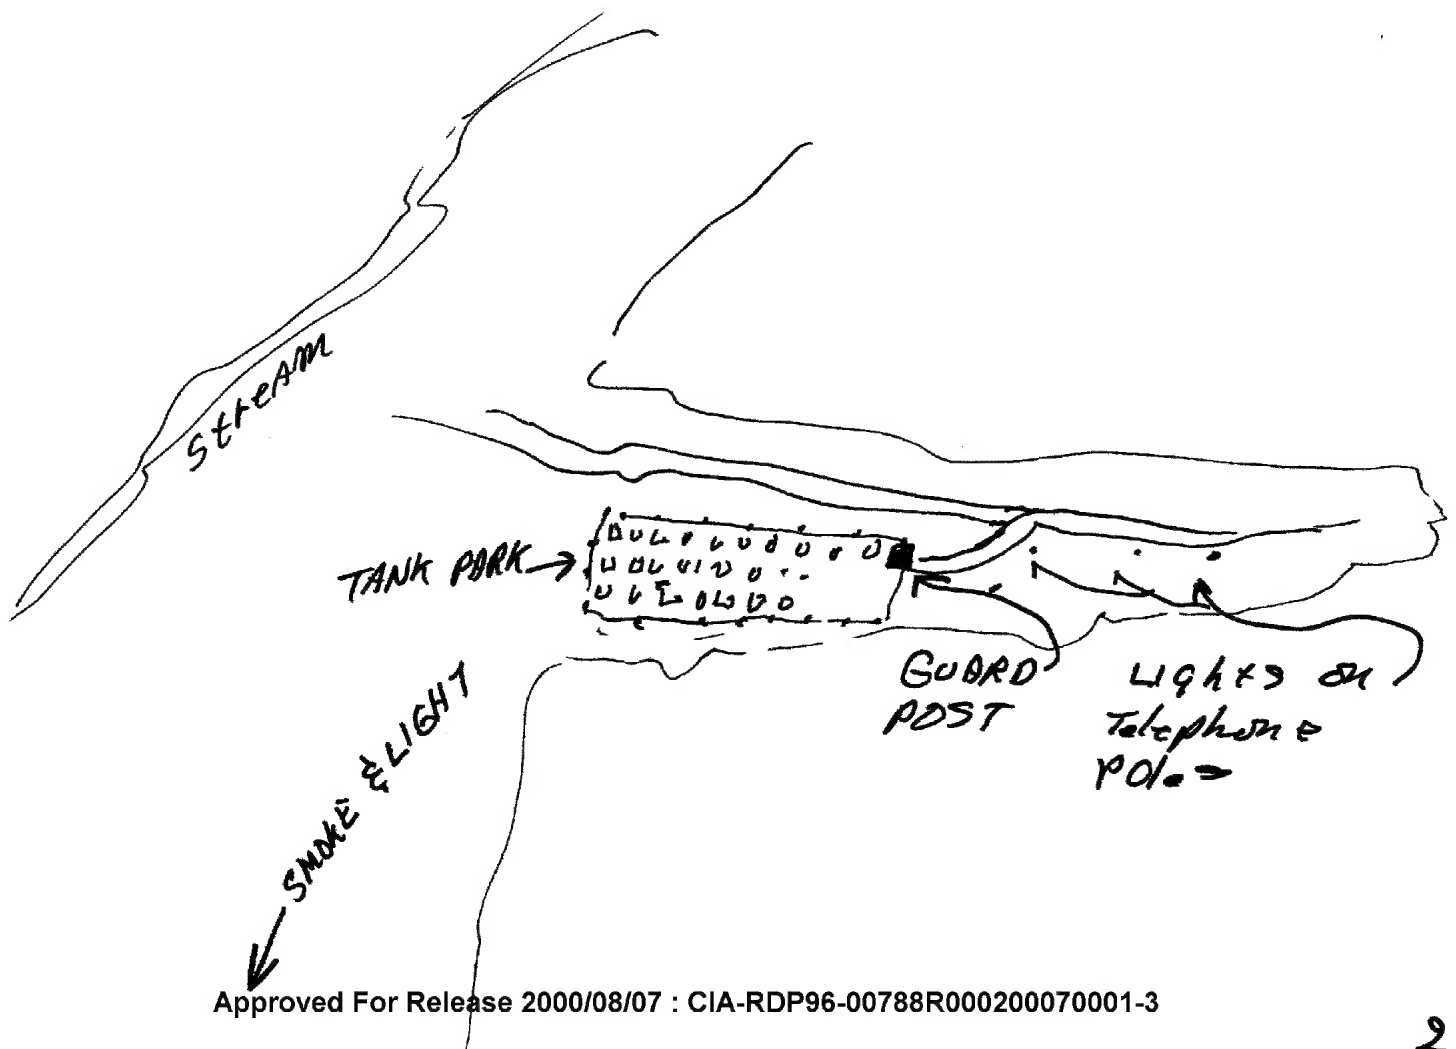 StreAM
TANK PARK
GUARD
POST
Lights on
Telephone
Poles
SMOKE & LIGHT
Approved For Release 2000/08/07 : CIA-RDP96-00788R000200070001-3